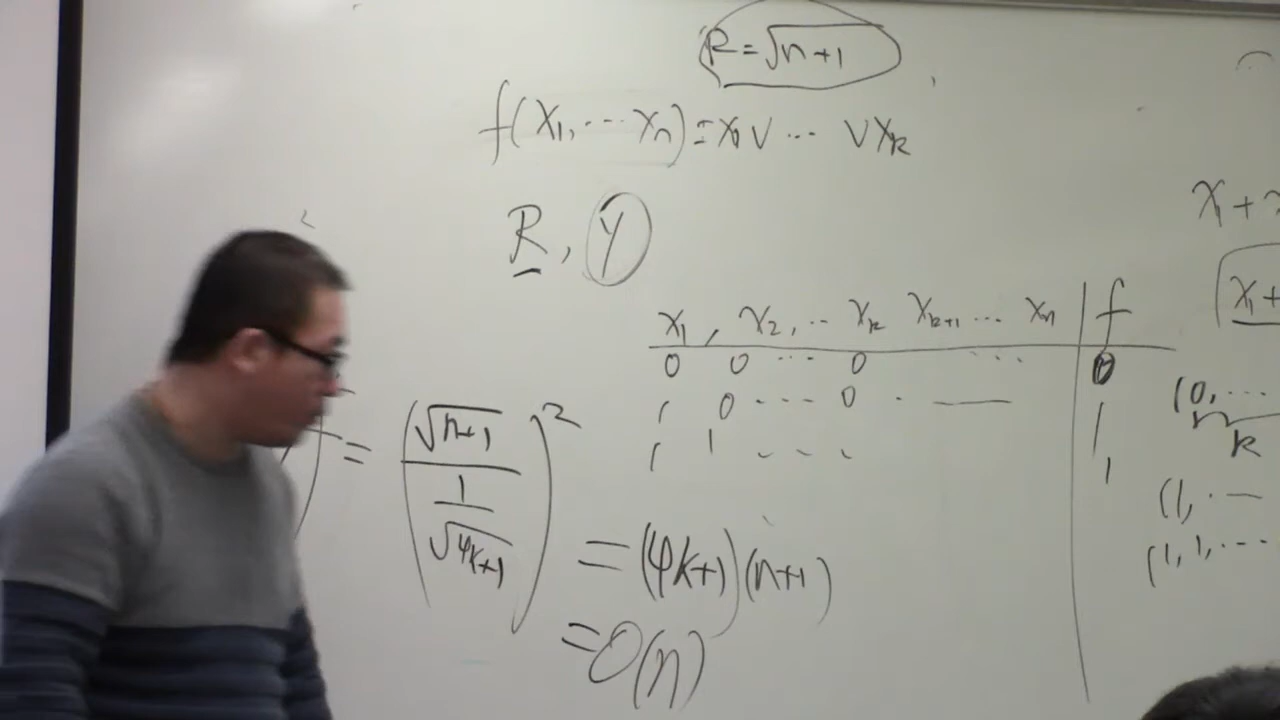 R = √n+1
f(x₁, ⋯ xₙ) = x₁ ∨ ⋯ ∨ xₖ
R, γ
x₁ +
x₁ +
x₁, x₂, ⋯ xₖ xₖ₊₁ ⋯ xₙ | f
0 0 ⋯ 0 ⋯ | 0
1 0 ⋯ 0 · — | 1
1 1 ⋯ | 1
(0, ⋯
k
(1, · —
(1, 1, ⋯
= (√n+1 / (1 / √4k+1))²
= (4k+1)(n+1)
= O(n)